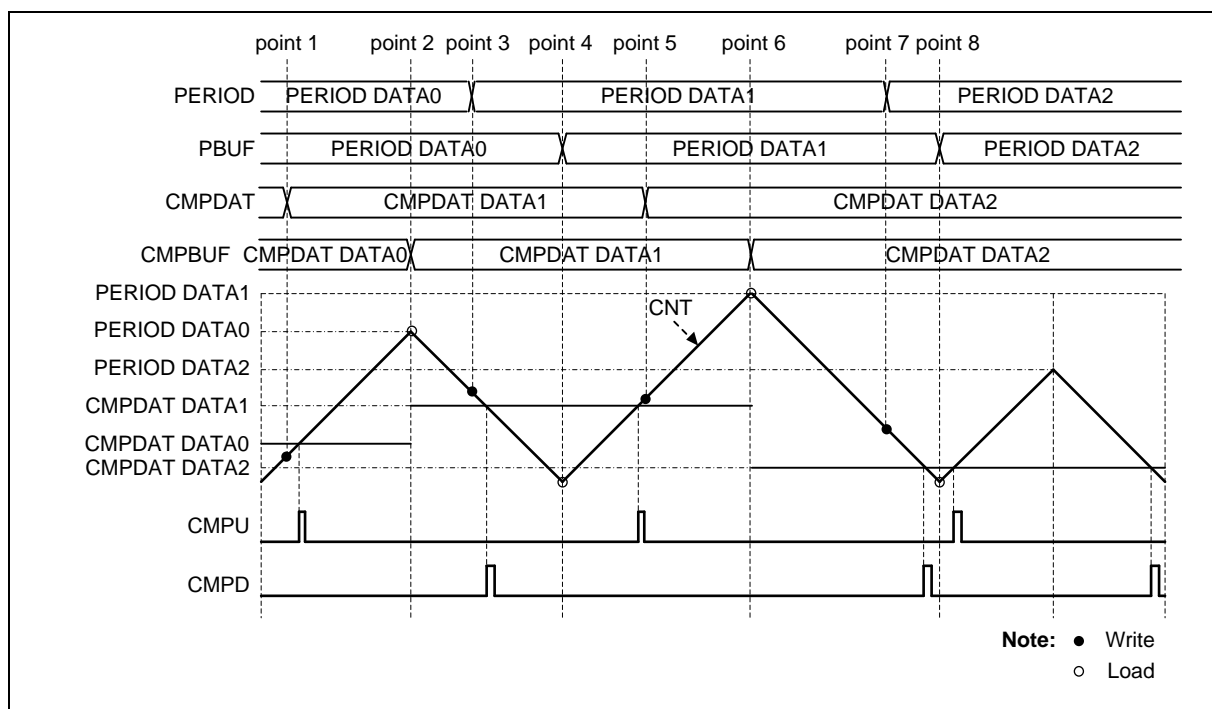 point 1 point 2 point 3 point 4 point 5 point 6 point 7 point 8
PERIOD PERIOD DATA0 PERIOD DATA1 PERIOD DATA2
PBUF PERIOD DATA0 PERIOD DATA1 PERIOD DATA2
CMPDAT CMPDAT DATA1 CMPDAT DATA2
CMPBUF CMPDAT DATA0 CMPDAT DATA1 CMPDAT DATA2
PERIOD DATA1
CNT
PERIOD DATA0
PERIOD DATA2
CMPDAT DATA1
CMPDAT DATA0
CMPDAT DATA2
CMPU
CMPD
Note: ● Write
○ Load